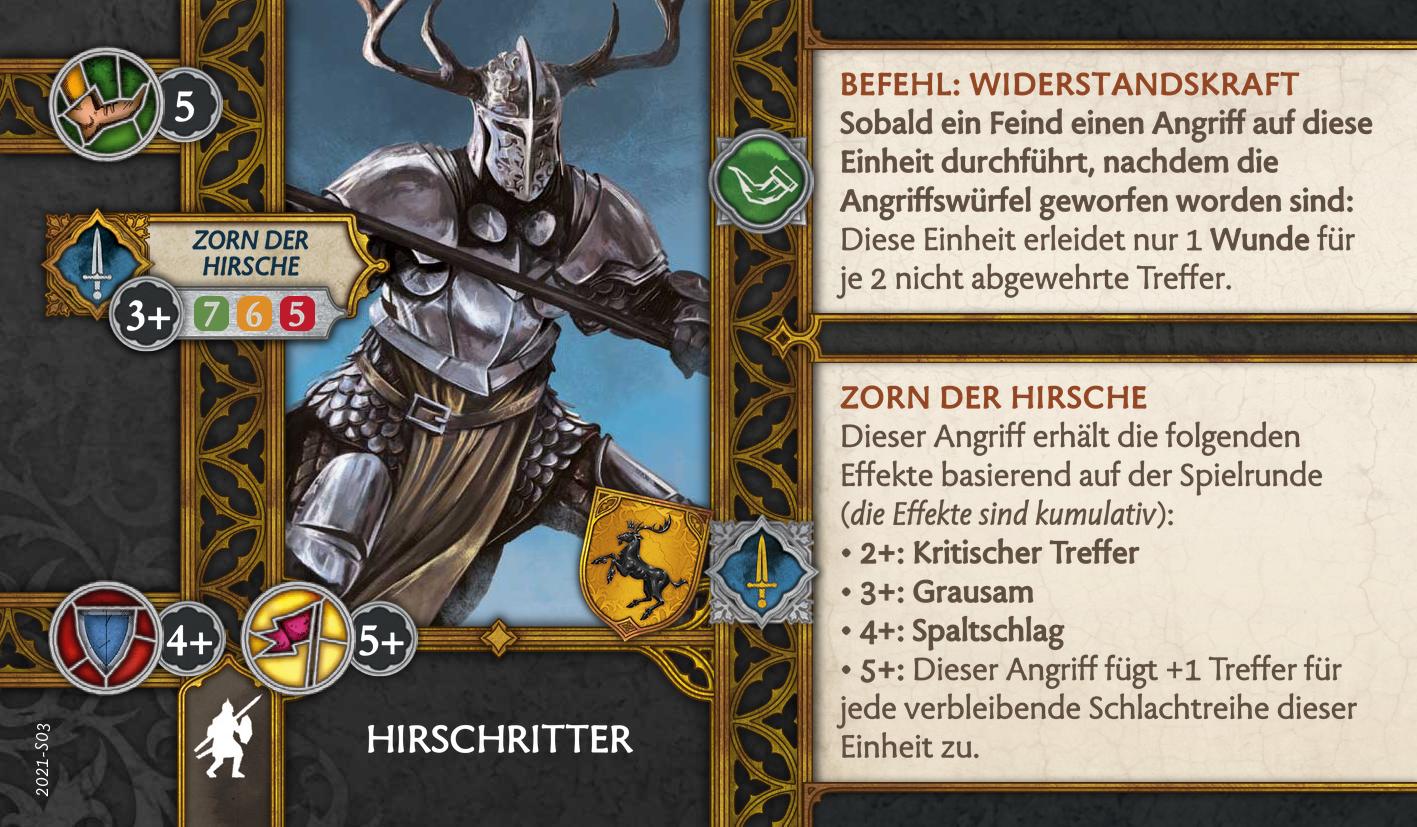 5
ZORN DER
HIRSCHE
3+ 7 6 5
4+ 5+
HIRSCHRITTER
2021-S03
BEFEHL: WIDERSTANDSKRAFT
Sobald ein Feind einen Angriff auf diese
Einheit durchführt, nachdem die
Angriffswürfel geworfen worden sind:
Diese Einheit erleidet nur 1 Wunde für
je 2 nicht abgewehrte Treffer.
ZORN DER HIRSCHE
Dieser Angriff erhält die folgenden
Effekte basierend auf der Spielrunde
(die Effekte sind kumulativ):
• 2+: Kritischer Treffer
• 3+: Grausam
• 4+: Spaltschlag
• 5+: Dieser Angriff fügt +1 Treffer für
jede verbleibende Schlachtreihe dieser
Einheit zu.